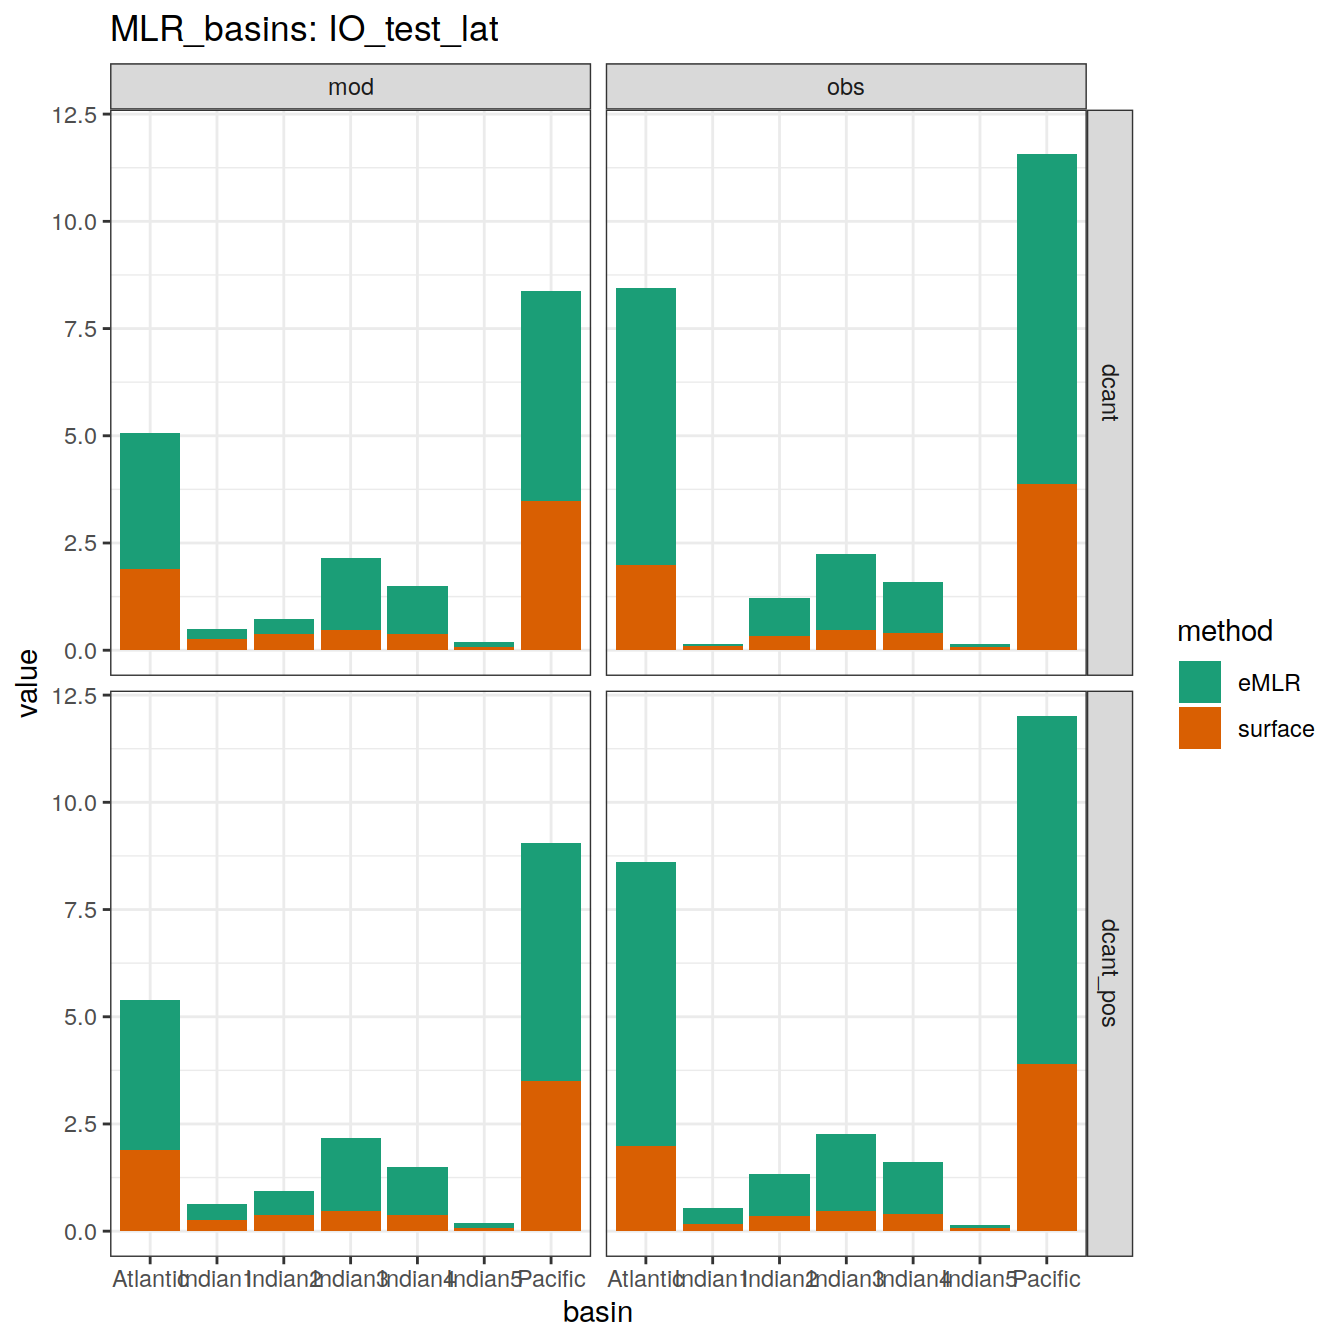 MLR_basins: IO_test_lat
mod
obs
12.5
10.0
7.5
5.0
2.5
0.0
dcant
12.5
10.0
7.5
5.0
2.5
0.0
dcant_pos
value
Atlantic Indian1 Indian2 Indian3 Indian4 Indian5 Pacific
Atlantic Indian1 Indian2 Indian3 Indian4 Indian5 Pacific
basin
method
eMLR
surface